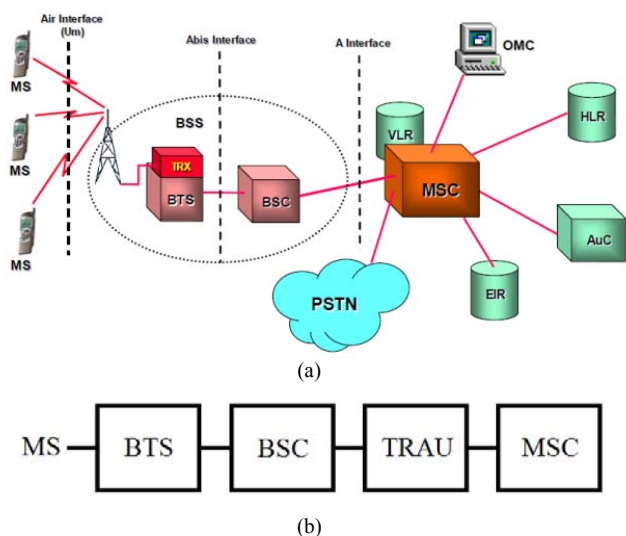 Air Interface
(Um)
Abis Interface
A Interface
OMC
MS
BSS
VLR
HLR
TRX
MS
BTS
BSC
MSC
AuC
MS
EIR
PSTN
(a)
MS
BTS
BSC
TRAU
MSC
(b)